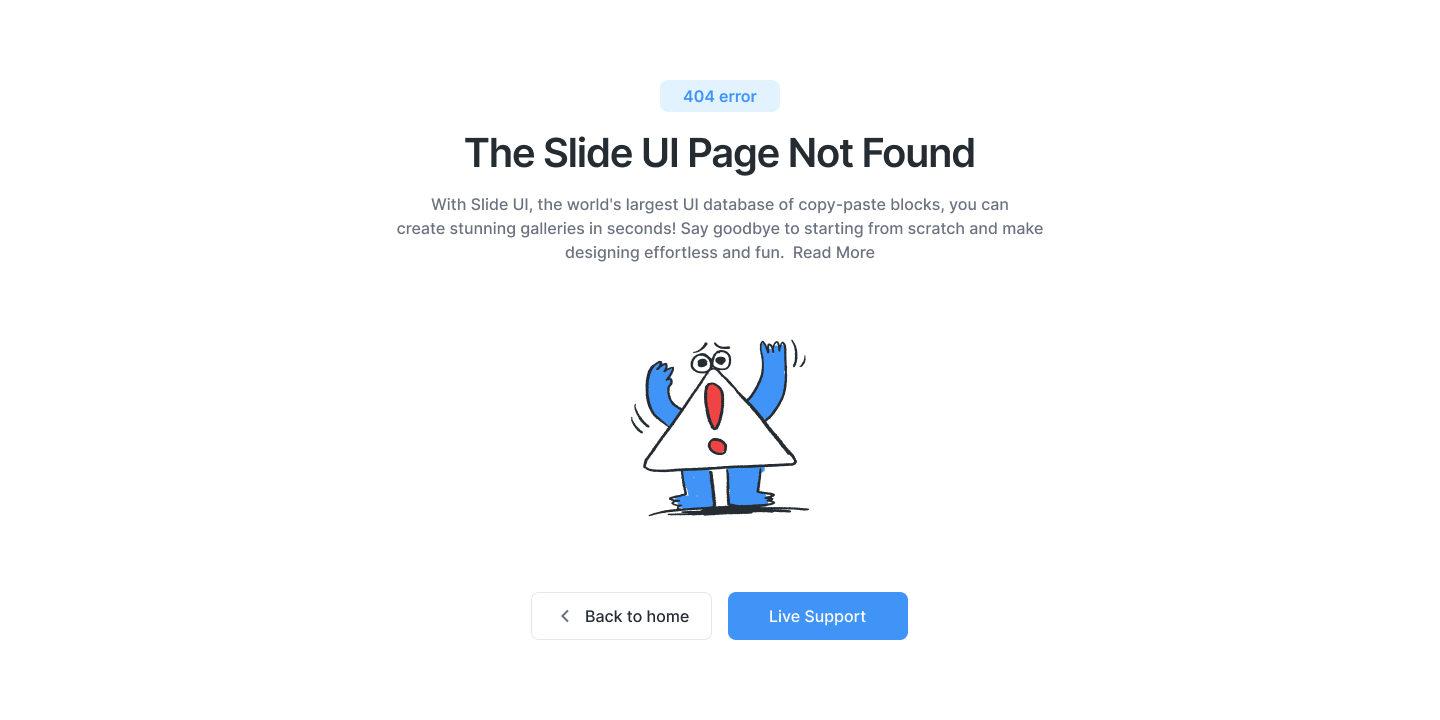 404 error
The Slide UI Page Not Found
With Slide UI, the world's largest UI database of copy-paste blocks, you can
create stunning galleries in seconds! Say goodbye to starting from scratch and make
designing effortless and fun.  Read More
Back to home
Live Support